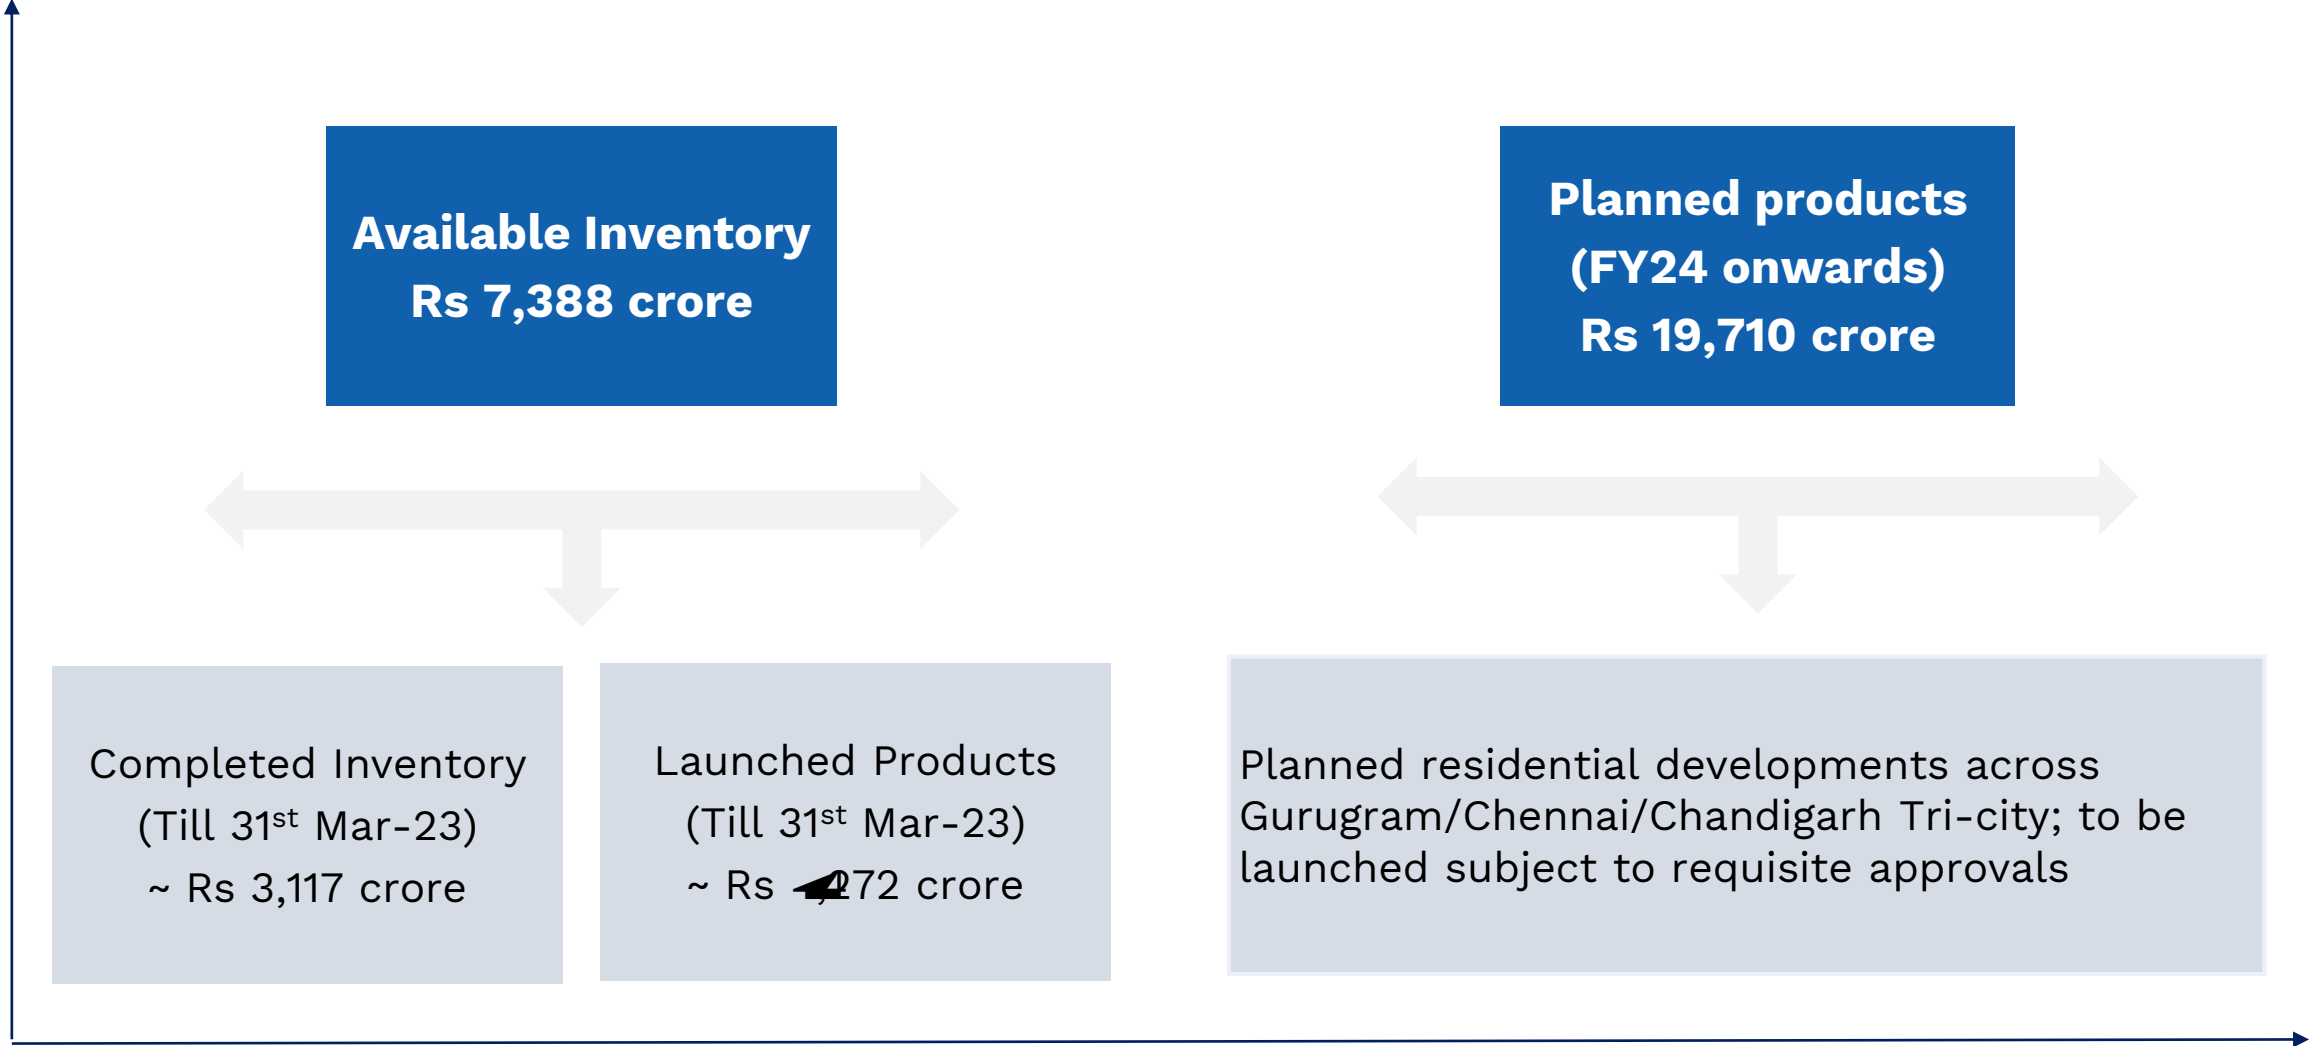 Available Inventory
Rs 7,388 crore
Planned products
(FY24 onwards)
Rs 19,710 crore
Completed Inventory
(Till 31st Mar-23)
~ Rs 3,117 crore
Launched Products
(Till 31st Mar-23)
~ Rs crore
Planned residential developments across
Gurugram/Chennai/Chandigarh Tri-city; to be
launched subject to requisite approvals